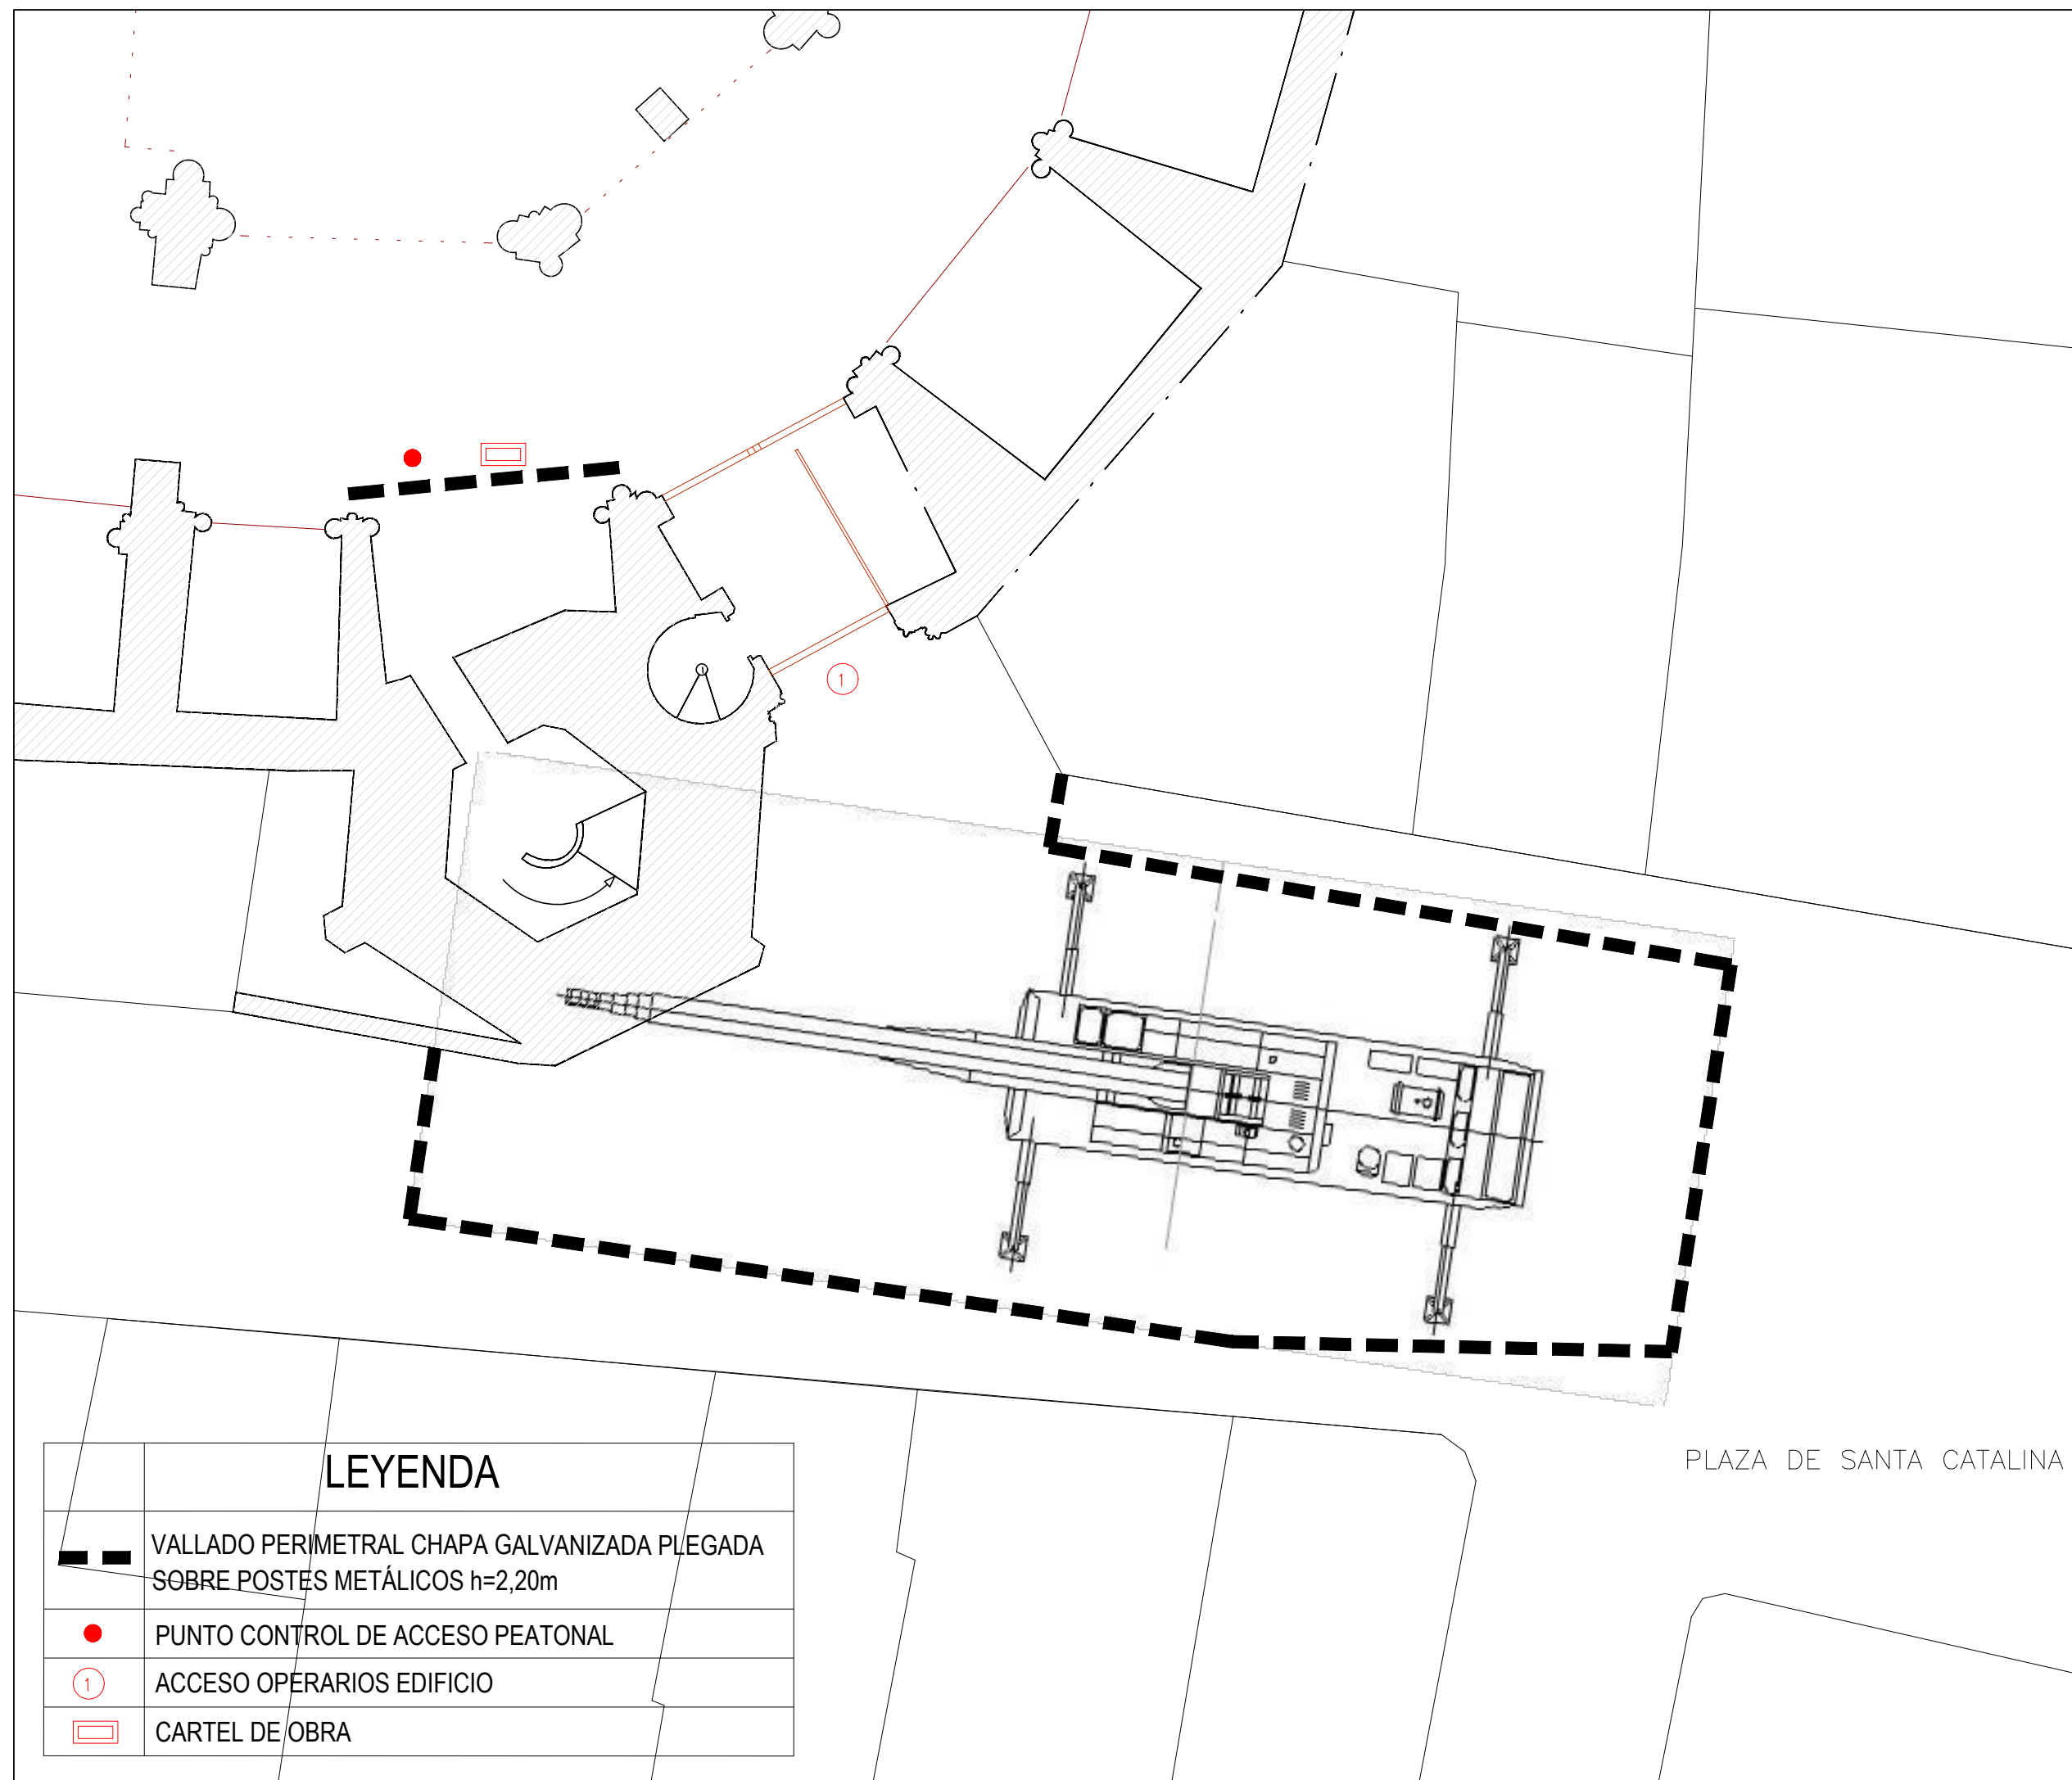 1
PLAZA DE SANTA CATALINA
LEYENDA
VALLADO PERIMETRAL CHAPA GALVANIZADA PLEGADA
SOBRE POSTES METÁLICOS h=2,20m
PUNTO CONTROL DE ACCESO PEATONAL
1 ACCESO OPERARIOS EDIFICIO
CARTEL DE OBRA